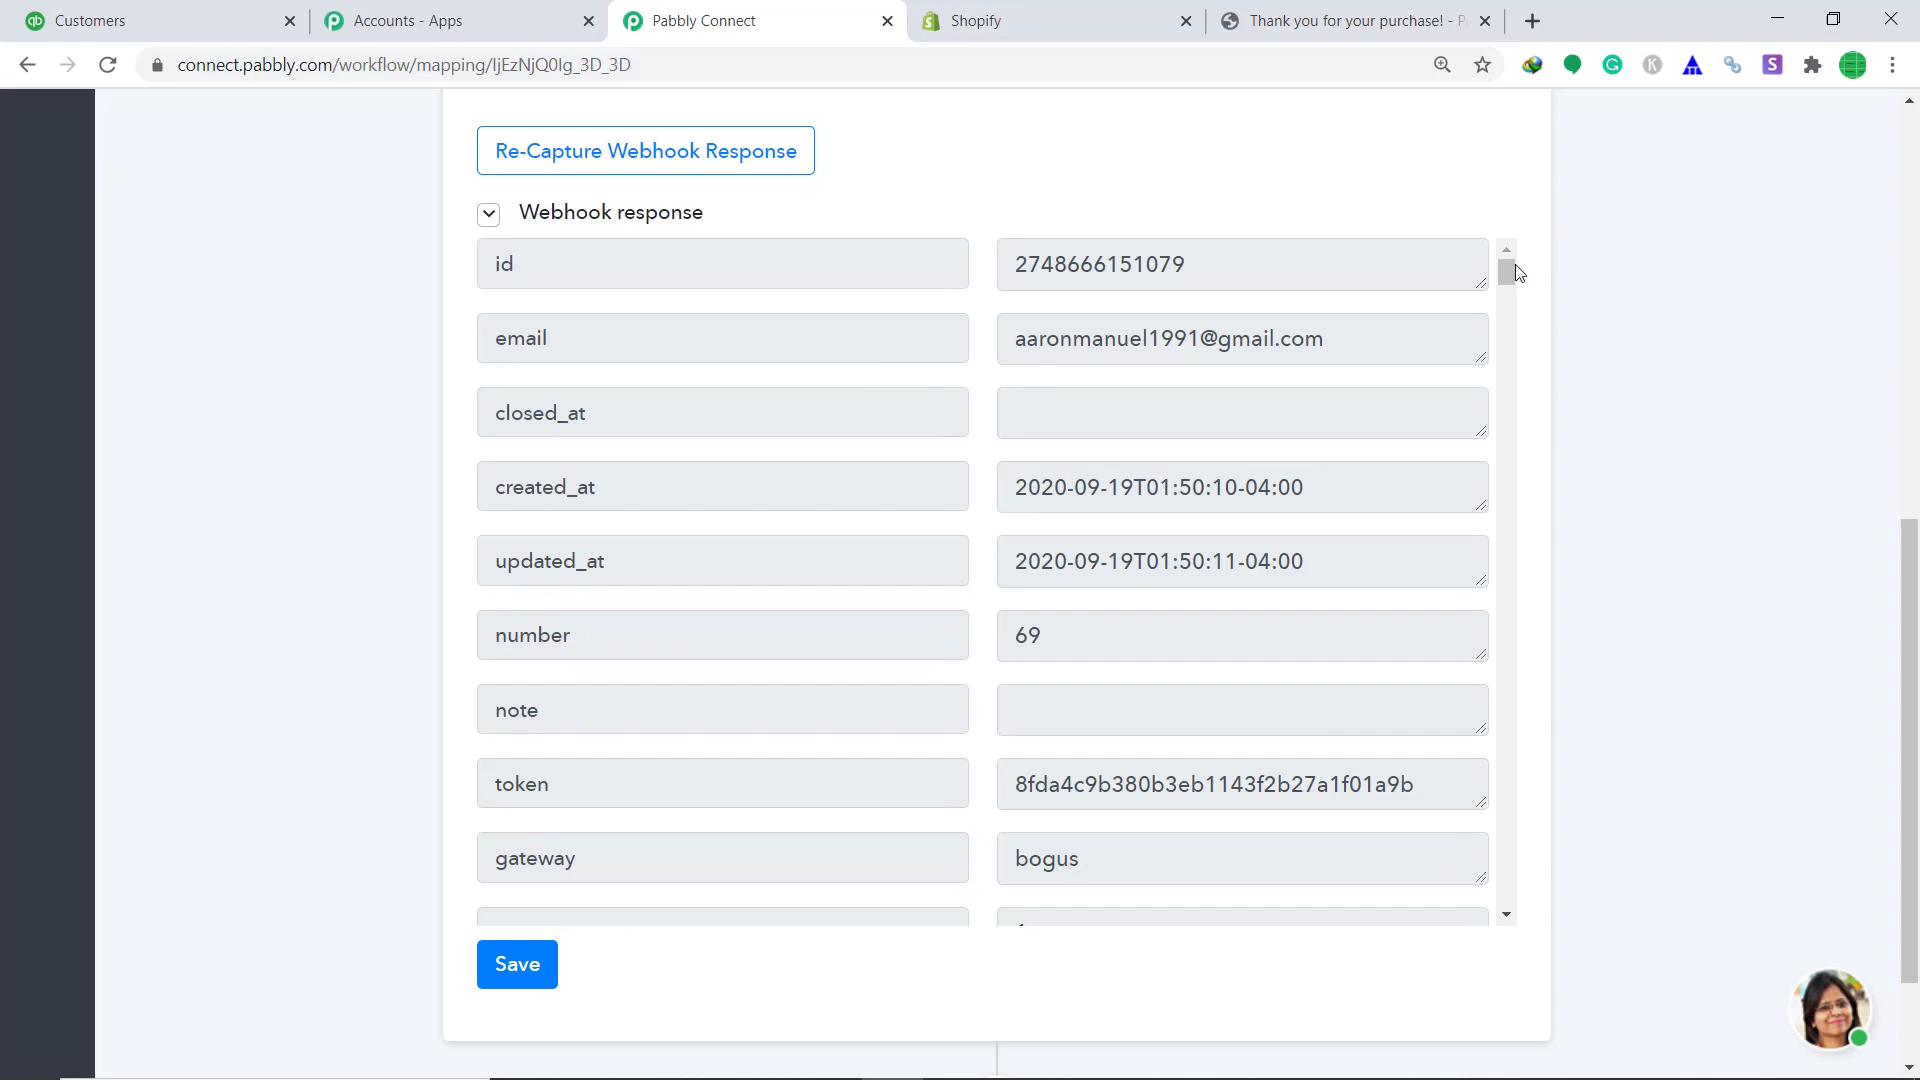 Customers
Accounts - Apps
Pabbly Connect
Shopify
Thank you for your purchase! - P
connect.pabbly.com/workflow/mapping/IjEzNjQ0Ig_3D_3D
Re-Capture Webhook Response
Webhook response
id 2748666151079
email aaronmanuel1991@gmail.com
closed_at
created_at 2020-09-19T01:50:10-04:00
updated_at 2020-09-19T01:50:11-04:00
number 69
note
token 8fda4c9b380b3eb1143f2b27a1f01a9b
gateway bogus
Save